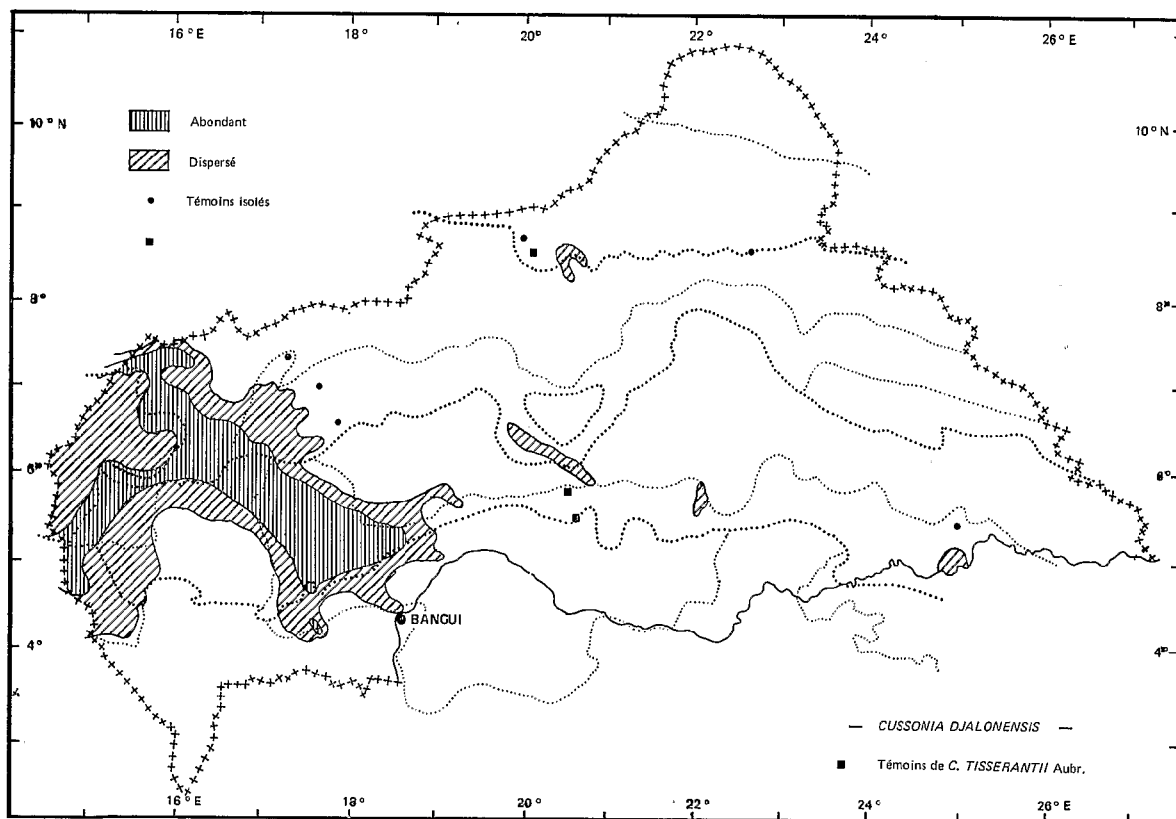 16° E 18° 20° 22° 24° 26° E
10° N 10° N
Abondant
Dispersé
Témoins isolés
8° 8°
6° 6°
BANGUI
4° 4°
— CUSSONIA DJALONENSIS —
Témoins de C. TISSERANTII Aubr.
16° E 18° 20° 22° 24° 26° E